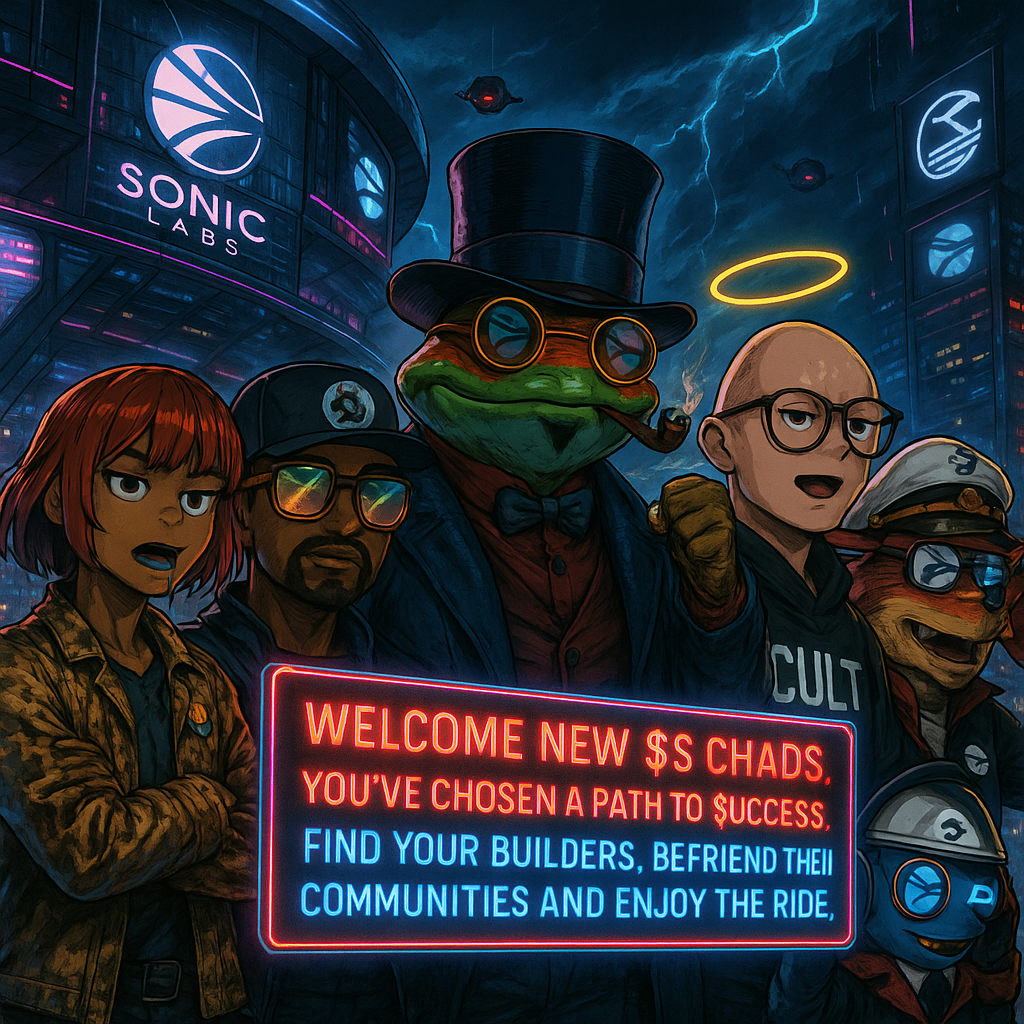 SONIC
LABS
CULT
WELCOME NEW $S CHADS,
YOU'VE CHOSEN A PATH TO $UCCESS,
FIND YOUR BUILDERS, BEFRIEND
COMMUNITIES AND ENJOY THE RIDE,